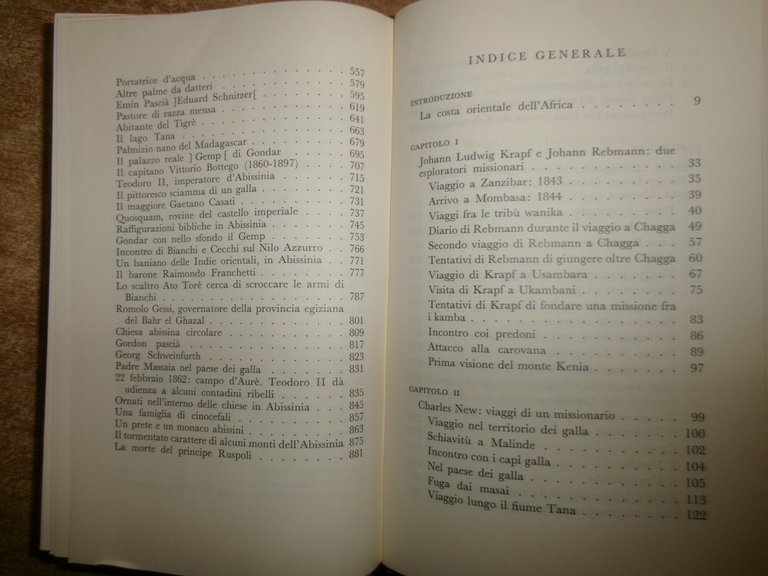 Portatrice d'acqua . . . . . . . . . . . . 557
Altre palme da datteri . . . . . . . . . . . 579
Emin Pascià ]Eduard Schnitzer[ . . . . . . . . 595
Pastore di razza mensa . . . . . . . . . . . 619
Abitante del Tigrè . . . . . . . . . . . . 641
Il lago Tana . . . . . . . . . . . . . . 663
Palmizio nano del Madagascar . . . . . . . . . 679
Il palazzo reale ]Gemp[ di Gondar . . . . . . . 695
Il capitano Vittorio Bottego (1860-1897) . . . . . 707
Teodoro II, imperatore d'Abissinia . . . . . . . 715
Il pittoresco sciamma di un galla . . . . . . . . 721
Il maggiore Gaetano Casati . . . . . . . . . . 731
Quosquam, rovine del castello imperiale . . . . . . 737
Raffigurazioni bibliche in Abissinia . . . . . . . 745
Gondar con nello sfondo il Gemp . . . . . . . . 753
Incontro di Bianchi e Cecchi sul Nilo Azzurro . . . . 766
Un baniano delle Indie orientali, in Abissinia . . . . 771
Il barone Raimondo Franchetti . . . . . . . . . 777
Lo scaltro Ato Torè cerca di scroccare le armi di
Bianchi . . . . . . . . . . . . . . . 787
Romolo Gessi, governatore della provincia egiziana
del Bahr el Ghazal . . . . . . . . . . . 801
Chiesa abissina circolare . . . . . . . . . . . 809
Gordon pascià . . . . . . . . . . . . . . 817
Georg Schweinfurth . . . . . . . . . . . . 823
Padre Massaia nel paese dei galla . . . . . . . . 831
22 febbraio 1862: campo d'Aurè. Teodoro II dà
udienza a alcuni contadini ribelli . . . . . . . 835
Ornati nell'interno delle chiese in Abissinia . . . . . 845
Una famiglia di cinocefali . . . . . . . . . . 857
Un prete e un monaco abissini . . . . . . . . . 863
Il tormentato carattere di alcuni monti dell'Abissinia 875
La morte del principe Ruspoli . . . . . . . . . 881
INDICE GENERALE
INTRODUZIONE
La costa orientale dell'Africa . . . . . . . . 9
CAPITOLO I
Johann Ludwig Krapf e Johann Rebmann: due
esploratori missionari . . . . . . . . . . 33
Viaggio a Zanzibar: 1843 . . . . . . . . . 35
Arrivo a Mombasa: 1844 . . . . . . . . . 39
Viaggi fra le tribù wanika . . . . . . . . . 40
Diario di Rebmann durante il viaggio a Chagga 49
Secondo viaggio di Rebmann a Chagga . . . . 57
Tentativi di Rebmann di giungere oltre Chagga 60
Viaggio di Krapf a Usambara . . . . . . . 67
Visita di Krapf a Ukambani . . . . . . . . 75
Tentativi di Krapf di fondare una missione fra
i kamba . . . . . . . . . . . . . . 83
Incontro coi predoni . . . . . . . . . . 86
Attacco alla carovana . . . . . . . . . . 89
Prima visione del monte Kenia . . . . . . . 97
CAPITOLO II
Charles New: viaggi di un missionario . . . . . 99
Viaggio nel territorio dei galla . . . . . . . 100
Schiavitù a Malinde . . . . . . . . . . 102
Incontro con i capi galla . . . . . . . . . 104
Nel paese dei galla . . . . . . . . . . . 105
Fuga dai masai . . . . . . . . . . . . 113
Viaggio lungo il fiume Tana . . . . . . . . 122